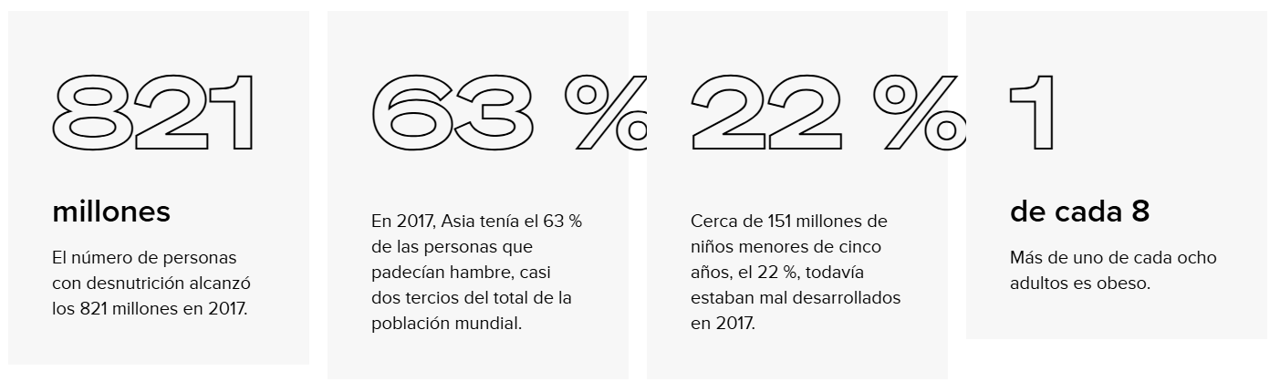 821
millones
El número de personas
con desnutrición alcanzó
los 821 millones en 2017.
63 %
En 2017, Asia tenía el 63 %
de las personas que
padecían hambre, casi
dos tercios del total de la
población mundial.
22 %
Cerca de 151 millones de
niños menores de cinco
años, el 22 %, todavía
estaban mal desarrollados
en 2017.
1
de cada 8
Más de uno de cada ocho
adultos es obeso.